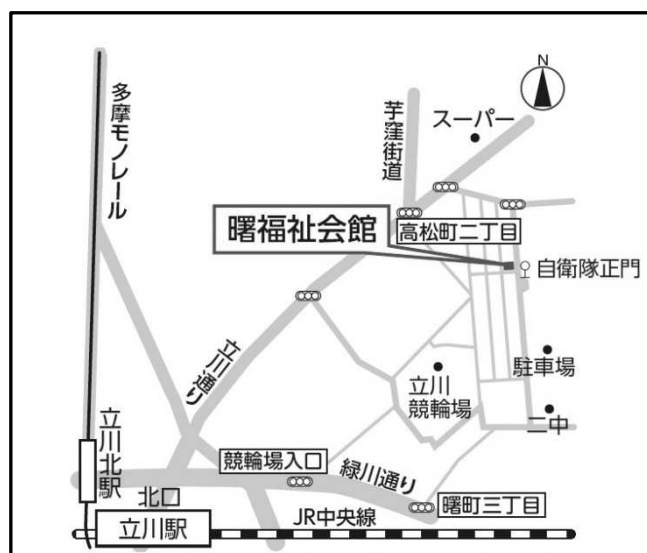 N
多摩モノレール
芋窪街道
スーパー
曙福祉会館
高松町二丁目
自衛隊正門
立川通り
立川
競輪場
駐車場
二中
立川北駅
競輪場入口
緑川通り
曙町三丁目
北口
立川駅
JR中央線